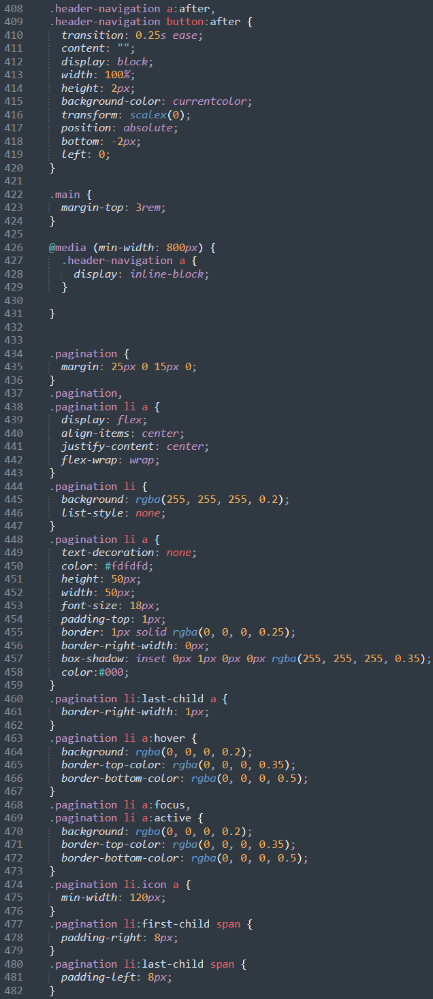 408 .header-navigation a:after,
409 .header-navigation button:after {
410 transition: 0.25s ease;
411 content: "";
412 display: block;
413 width: 100%;
414 height: 2px;
415 background-color: currentcolor;
416 transform: scalex(0);
417 position: absolute;
418 bottom: -2px;
419 left: 0;
420 }
421
422 .main {
423 margin-top: 3rem;
424 }
425
426 @media (min-width: 800px) {
427 .header-navigation a {
428 display: inline-block;
429 }
430
431 }
432
433
434 .pagination {
435 margin: 25px 0 15px 0;
436 }
437 .pagination,
438 .pagination li a {
439 display: flex;
440 align-items: center;
441 justify-content: center;
442 flex-wrap: wrap;
443 }
444 .pagination li {
445 background: rgba(255, 255, 255, 0.2);
446 list-style: none;
447 }
448 .pagination li a {
449 text-decoration: none;
450 color: #fdfdfd;
451 height: 50px;
452 width: 50px;
453 font-size: 18px;
454 padding-top: 1px;
455 border: 1px solid rgba(0, 0, 0, 0.25);
456 border-right-width: 0px;
457 box-shadow: inset 0px 1px 0px 0px rgba(255, 255, 255, 0.35);
458 color:#000;
459 }
460 .pagination li:last-child a {
461 border-right-width: 1px;
462 }
463 .pagination li a:hover {
464 background: rgba(0, 0, 0, 0.2);
465 border-top-color: rgba(0, 0, 0, 0.35);
466 border-bottom-color: rgba(0, 0, 0, 0.5);
467 }
468 .pagination li a:focus,
469 .pagination li a:active {
470 background: rgba(0, 0, 0, 0.2);
471 border-top-color: rgba(0, 0, 0, 0.35);
472 border-bottom-color: rgba(0, 0, 0, 0.5);
473 }
474 .pagination li.icon a {
475 min-width: 120px;
476 }
477 .pagination li:first-child span {
478 padding-right: 8px;
479 }
480 .pagination li:last-child span {
481 padding-left: 8px;
482 }